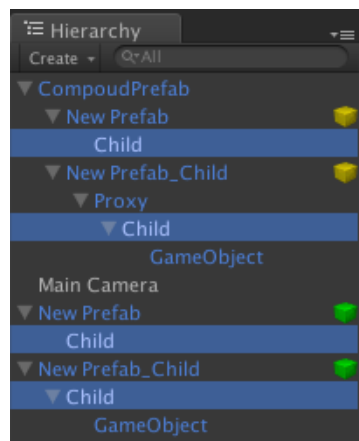 Hierarchy
Create All
CompoudPrefab
New Prefab
Child
New Prefab_Child
Proxy
Child
GameObject
Main Camera
New Prefab
Child
New Prefab_Child
Child
GameObject